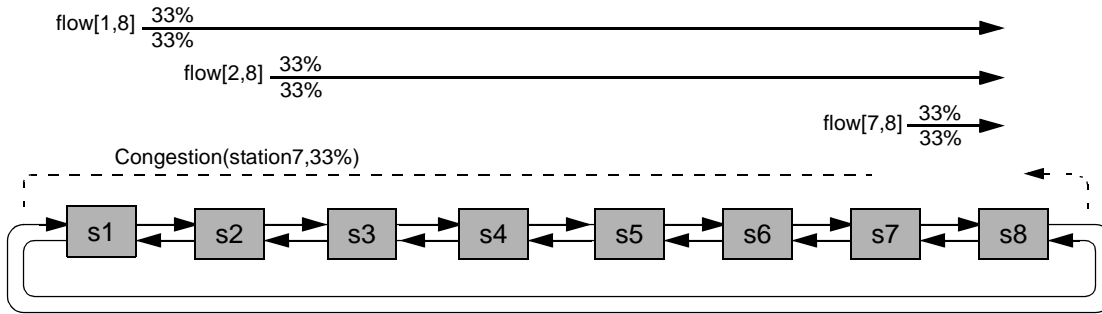 flow[1,8] 33%
33%
flow[2,8] 33%
33%
flow[7,8] 33%
33%
Congestion(station7,33%)
s1 s2 s3 s4 s5 s6 s7 s8